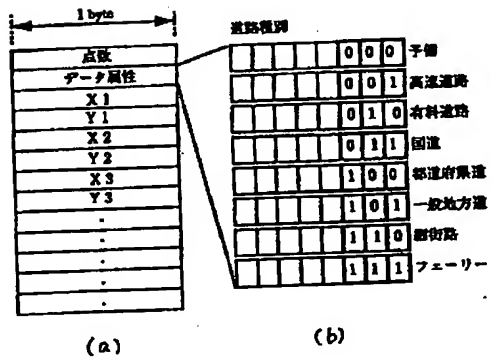 1 byte
点数
データ属性
X 1
Y 1
X 2
Y 2
X 3
Y 3
(a)
道路種別
0 0 0 予備
0 0 1 高速道路
0 1 0 有料道路
0 1 1 国道
1 0 0 都道府県道
1 0 1 一般地方道
1 1 0 細街路
1 1 1 フェーリー
(b)